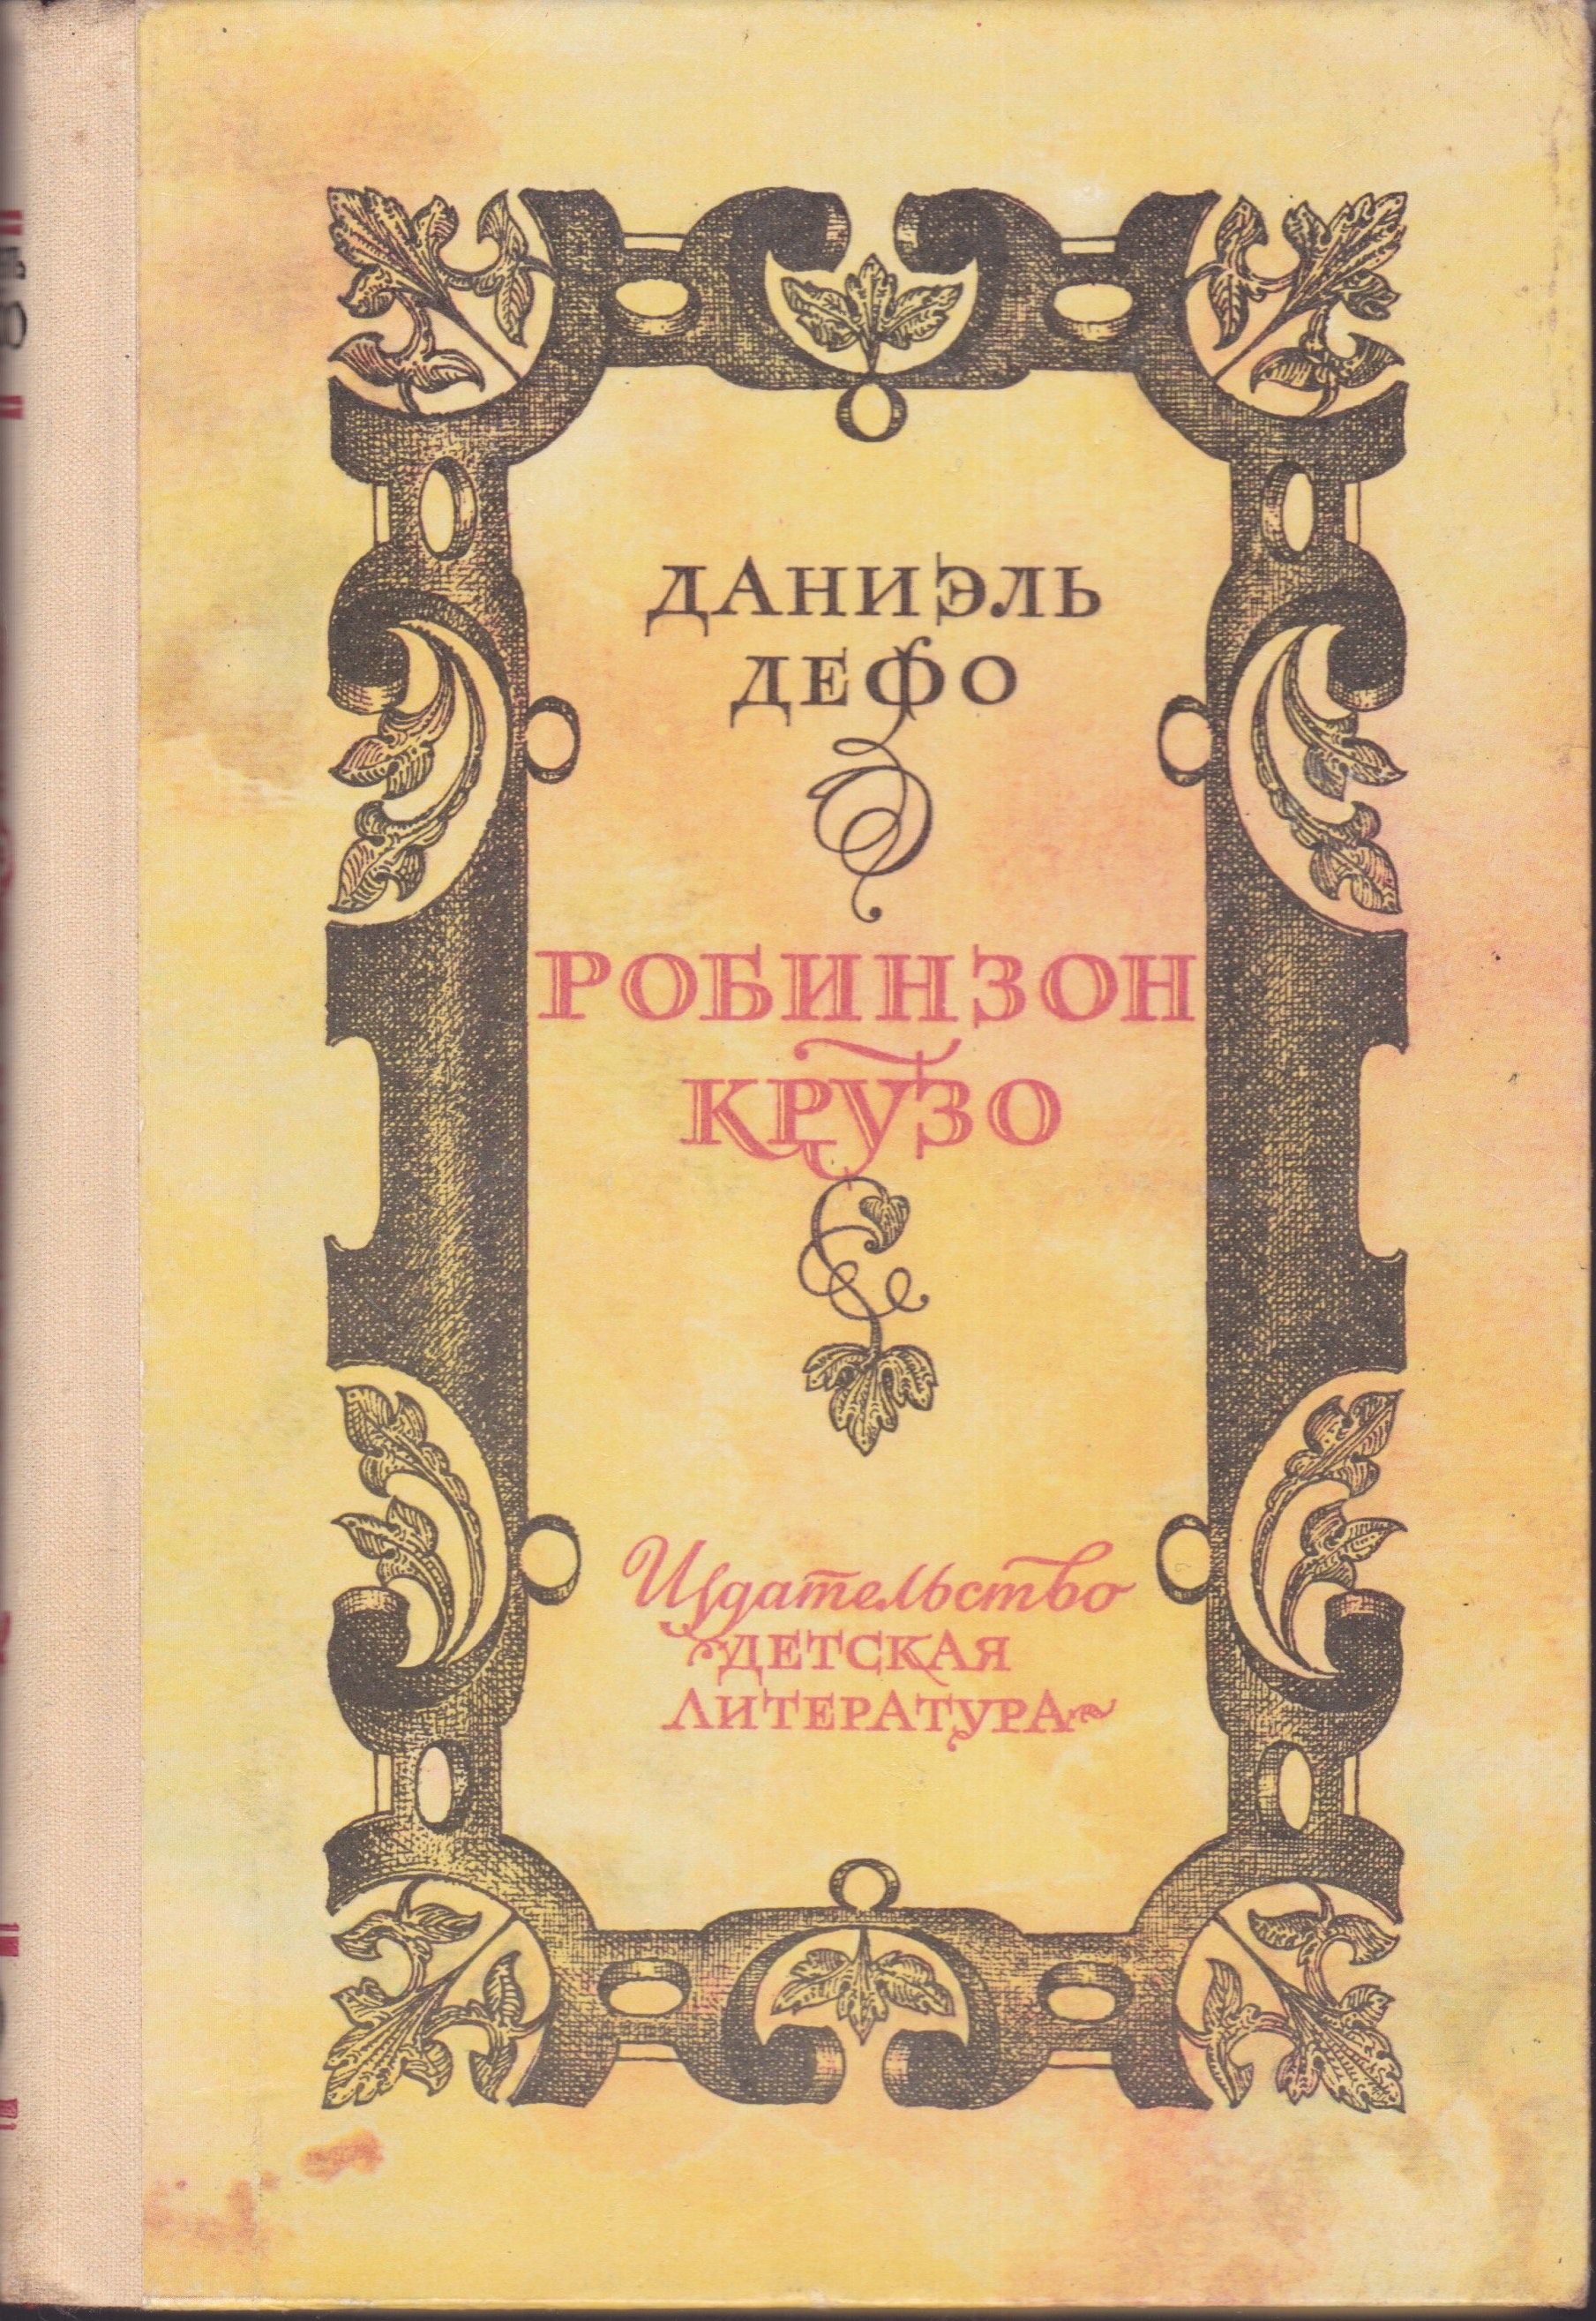 ДАНИЭЛЬ
ДЕФО
РОБИНЗОН
КРУЗО
Издательство
ДЕТСКАЯ
ЛИТЕРАТУРА